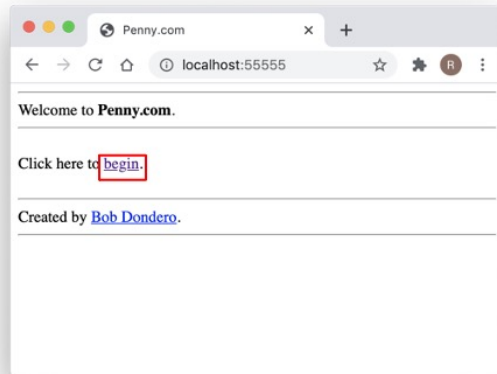 Penny.com
localhost:55555
R
Welcome to Penny.com.
Click here to begin.
Created by Bob Dondero.